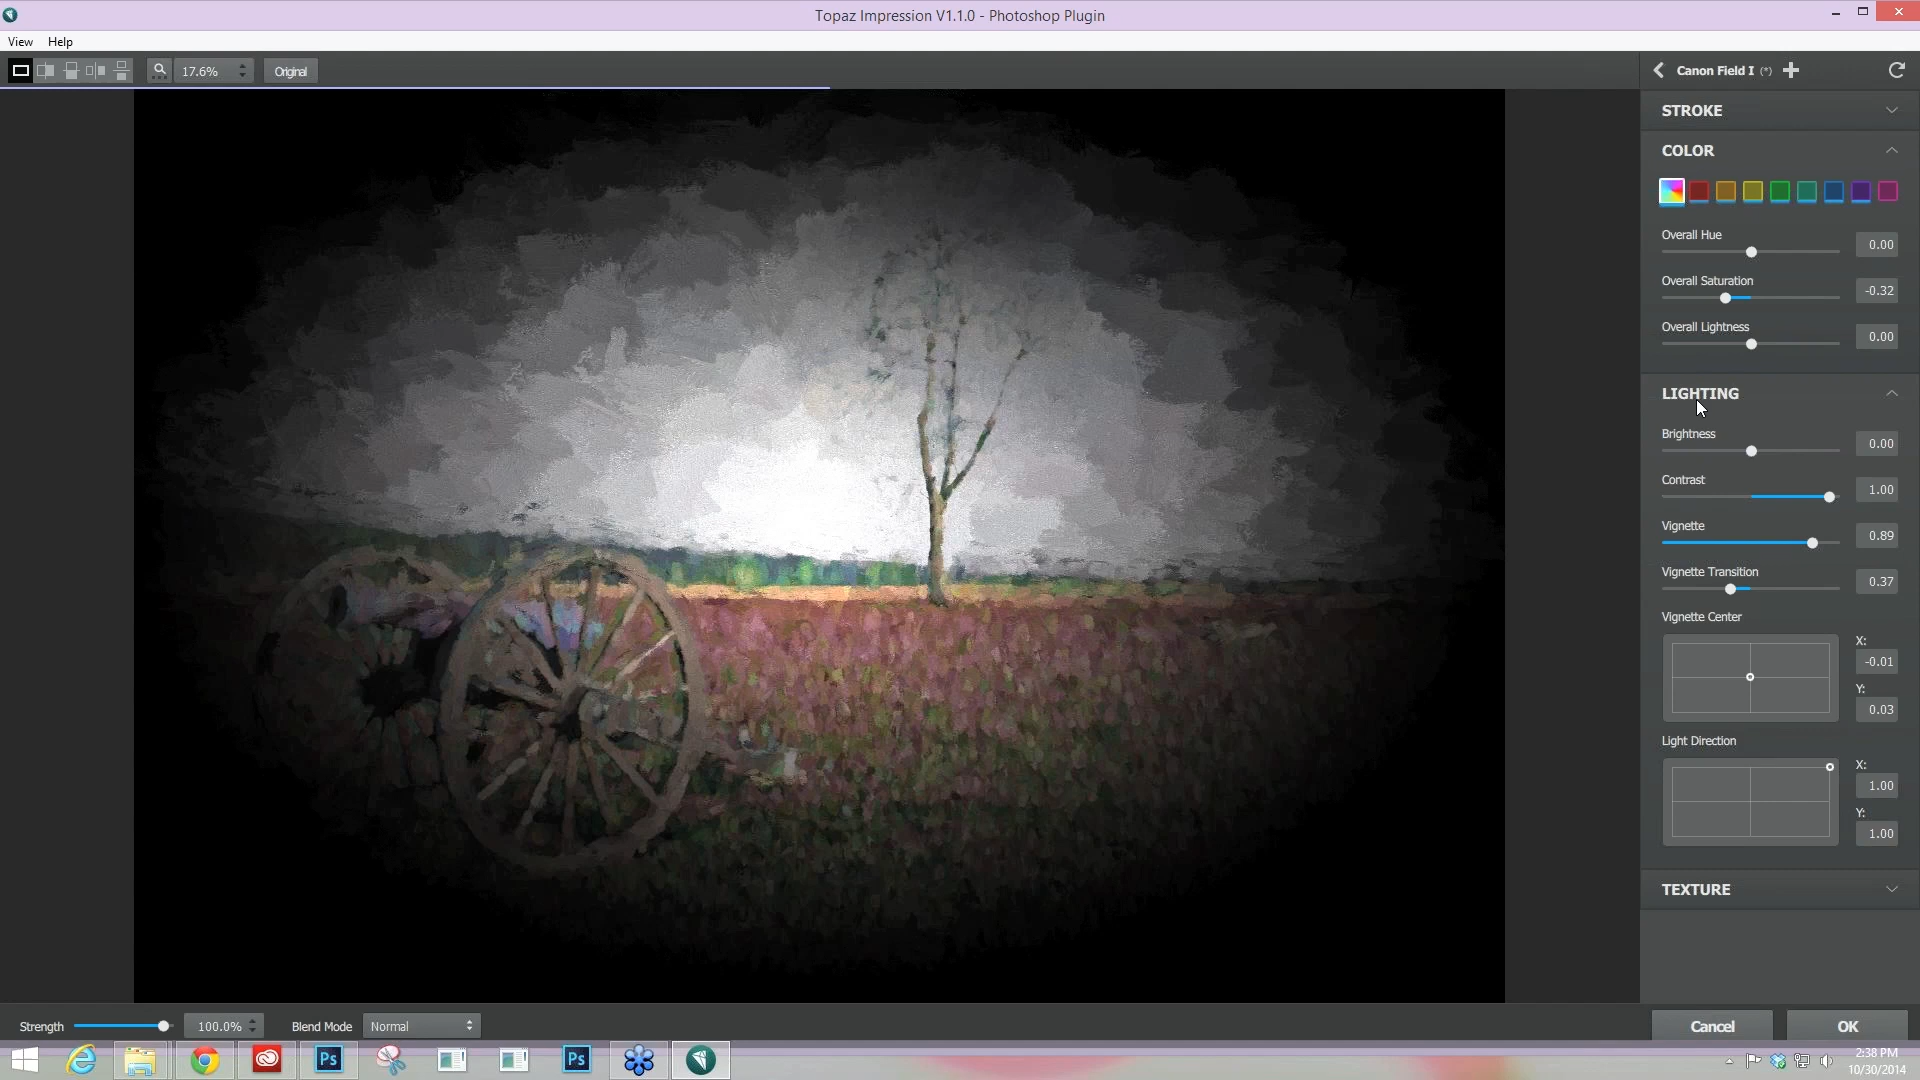 Topaz Impression V1.1.0 - Photoshop Plugin
View Help
17.6% Original
Canon Field I (*)
STROKE
COLOR
Overall Hue
0.00
Overall Saturation
-0.32
Overall Lightness
0.00
LIGHTING
Brightness
0.00
Contrast
1.00
Vignette
0.89
Vignette Transition
0.37
Vignette Center
X:
-0.01
Y:
0.03
Light Direction
X:
1.00
Y:
1.00
TEXTURE
Strength 100.0% Blend Mode Normal
Cancel OK
Ps Ps
2:38 PM
10/30/2014